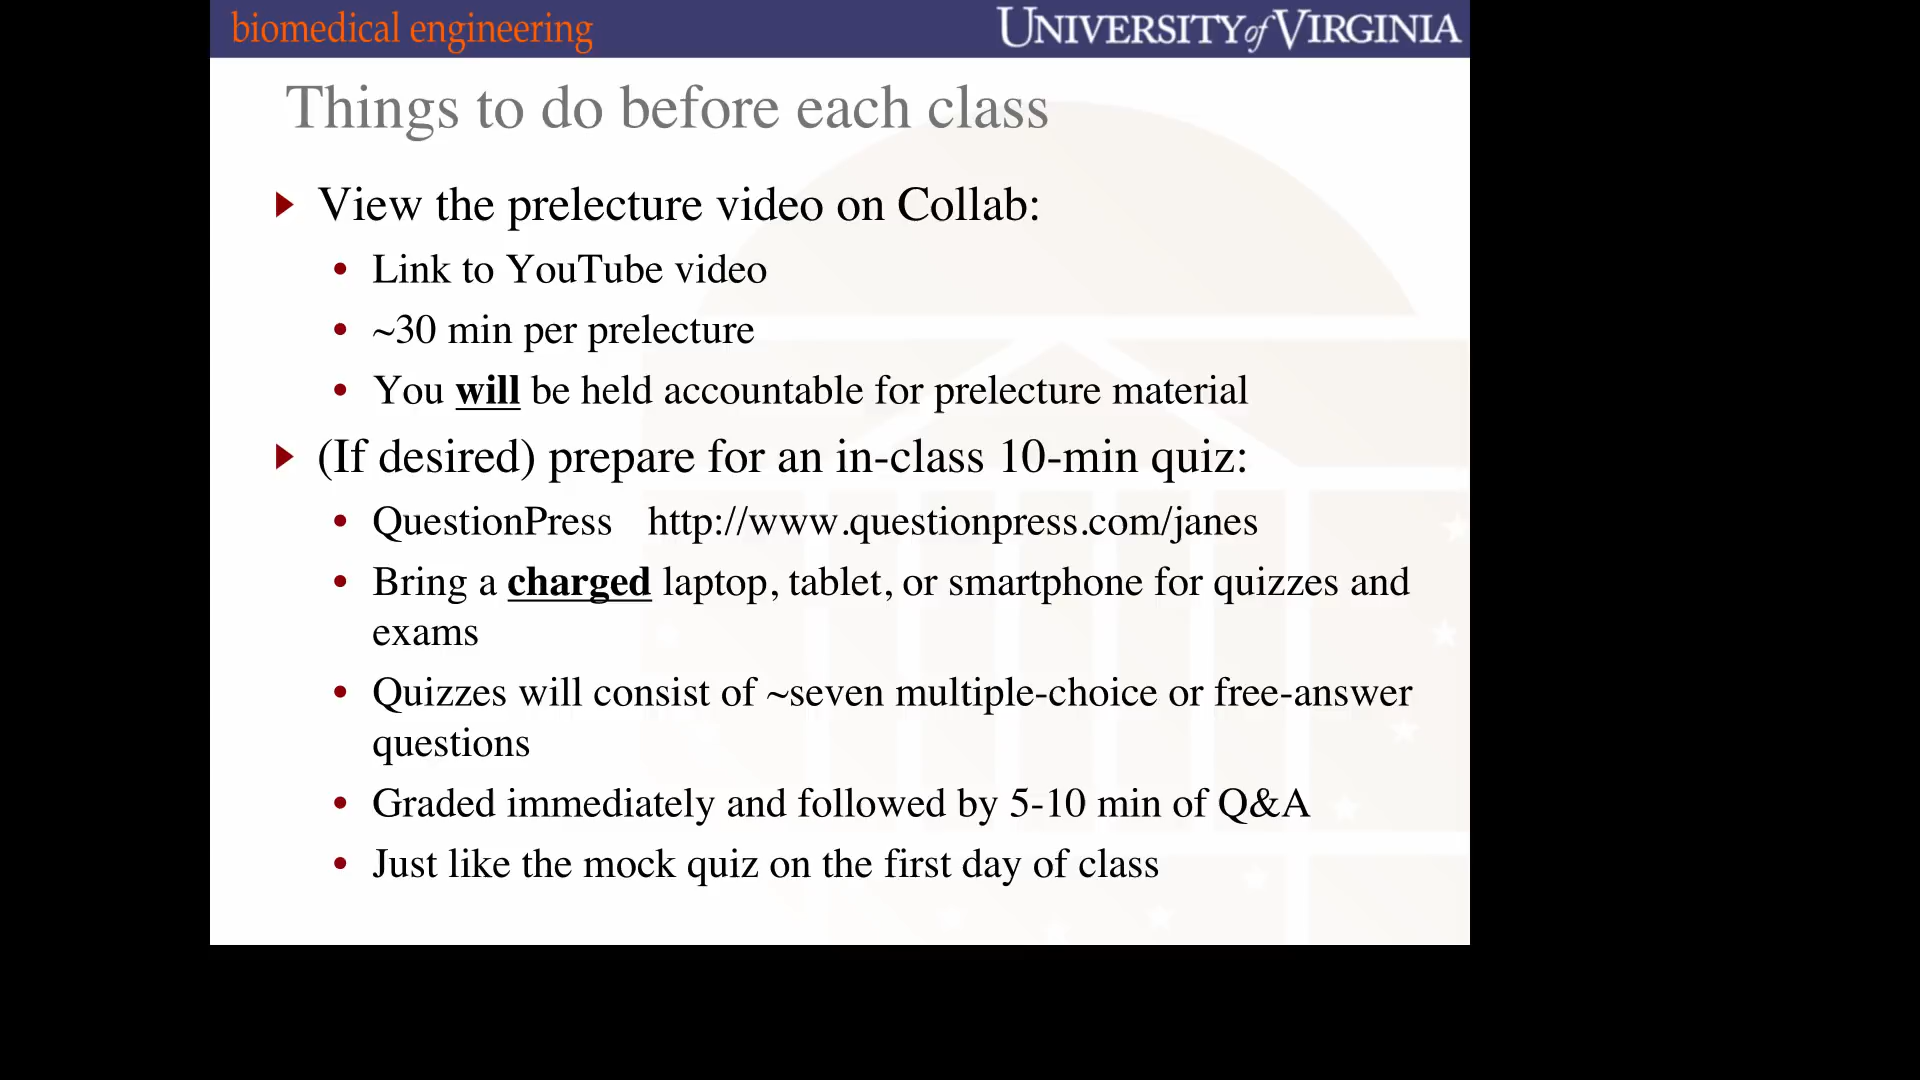 biomedical engineering
UNIVERSITY of VIRGINIA
Things to do before each class
View the prelecture video on Collab:
• Link to YouTube video
• ~30 min per prelecture
• You will be held accountable for prelecture material
(If desired) prepare for an in-class 10-min quiz:
• QuestionPress http://www.questionpress.com/janes
• Bring a charged laptop, tablet, or smartphone for quizzes and
exams
• Quizzes will consist of ~seven multiple-choice or free-answer
questions
• Graded immediately and followed by 5-10 min of Q&A
• Just like the mock quiz on the first day of class